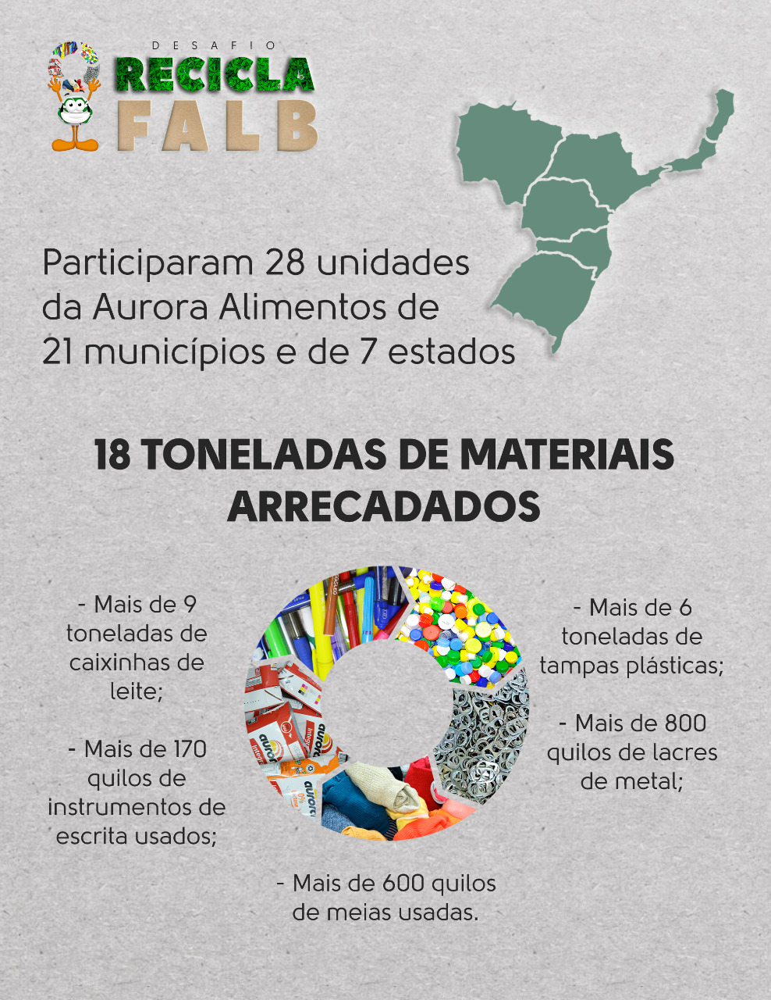 DESAFIO
RECICLA
FALB
Participaram 28 unidades
da Aurora Alimentos de
21 municípios e de 7 estados
18 TONELADAS DE MATERIAIS
ARRECADADOS
- Mais de 9
toneladas de
caixinhas de
leite;
- Mais de 170
quilos de
instrumentos de
escrita usados;
- Mais de 6
toneladas de
tampas plásticas;
- Mais de 800
quilos de lacres
de metal;
- Mais de 600 quilos
de meias usadas.
aurora